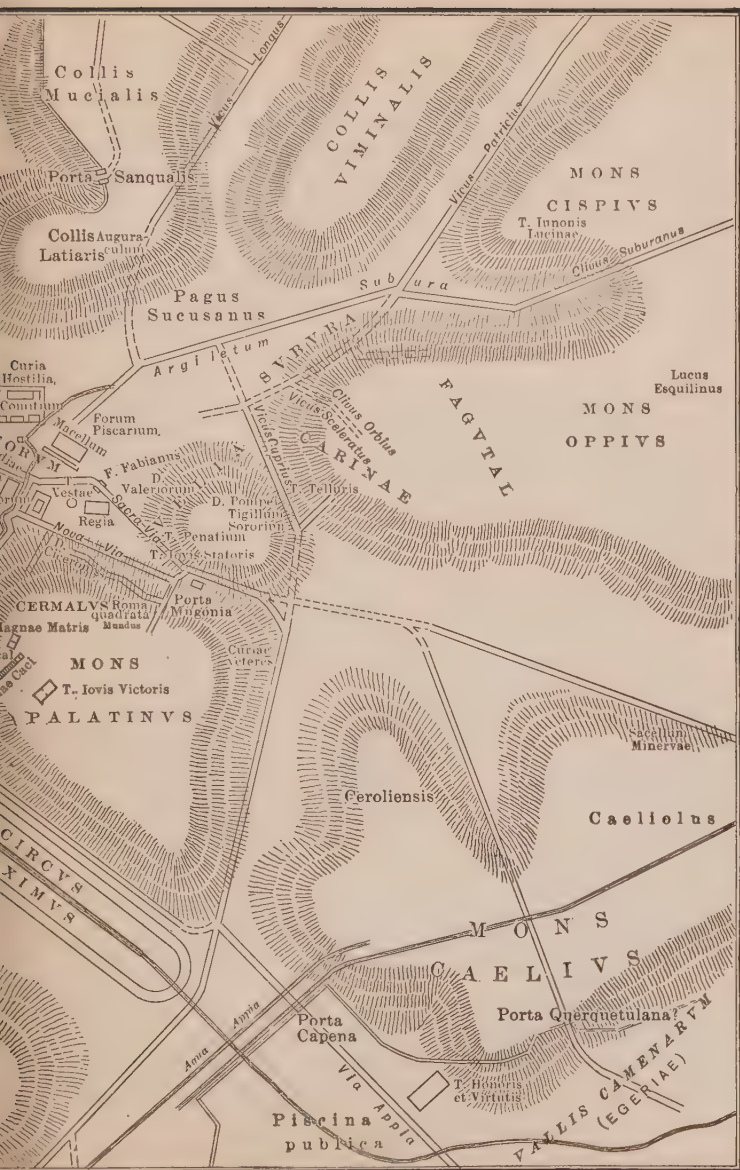 Collis
Mucialis
Vicus Longus
COLLIS
VIMINALIS
Vicus Patricius
Porta Sanqualis
MONS
CISPIVS
T. Iunonis
Lucinae
Collis
Latiaris
Augura-
culum
Clivus Suburanus
Subura
Pagus
Sucusanus
Argiletum
SVBVRA
Curia
Hostilia,
Comitium
Macellum
Forum
Piscarium,
Lucus
Esquilinus
MONS
OPPIVS
FAGVTAL
Clivus Orbius
Vicus Sceleratus
CARINAE
Vicus Cuprius
T. Telluris
F. Fabianus
D.
Valeriorum
Vestae
Regia
Sacra Via
D. Pompei
Tigillum
Sororium
T. Penatium
T. Iovis Statoris
Nova Via
CERMALVS
Roma
quadrata
Mundus
Porta
Mugonia
Magnae Matris
Curiae
Veteres
MONS
PALATINVS
T. Iovis Victoris
Sacellum
Minervae,
Ceroliensis
Caeliolus
CIRCVS
XIMVS
MONS
CAELIVS
Porta Querquetulana?
Aqua Appia
Porta
Capena
Via Appia
T. Honoris
et Virtutis
VALLIS CAMENARVM
(EGERIAE)
Piscina
publica